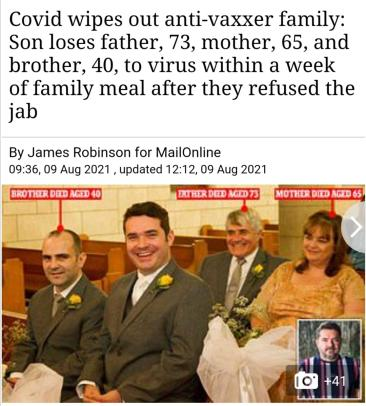 Covid wipes out anti-vaxxer family:
Son loses father, 73, mother, 65, and
brother, 40, to virus within a week
of family meal after they refused the
jab
By James Robinson for MailOnline
09:36, 09 Aug 2021 , updated 12:12, 09 Aug 2021
BROTHER DIED AGED 40
FATHER DIED AGED 73
MOTHER DIED AGED 65
+41